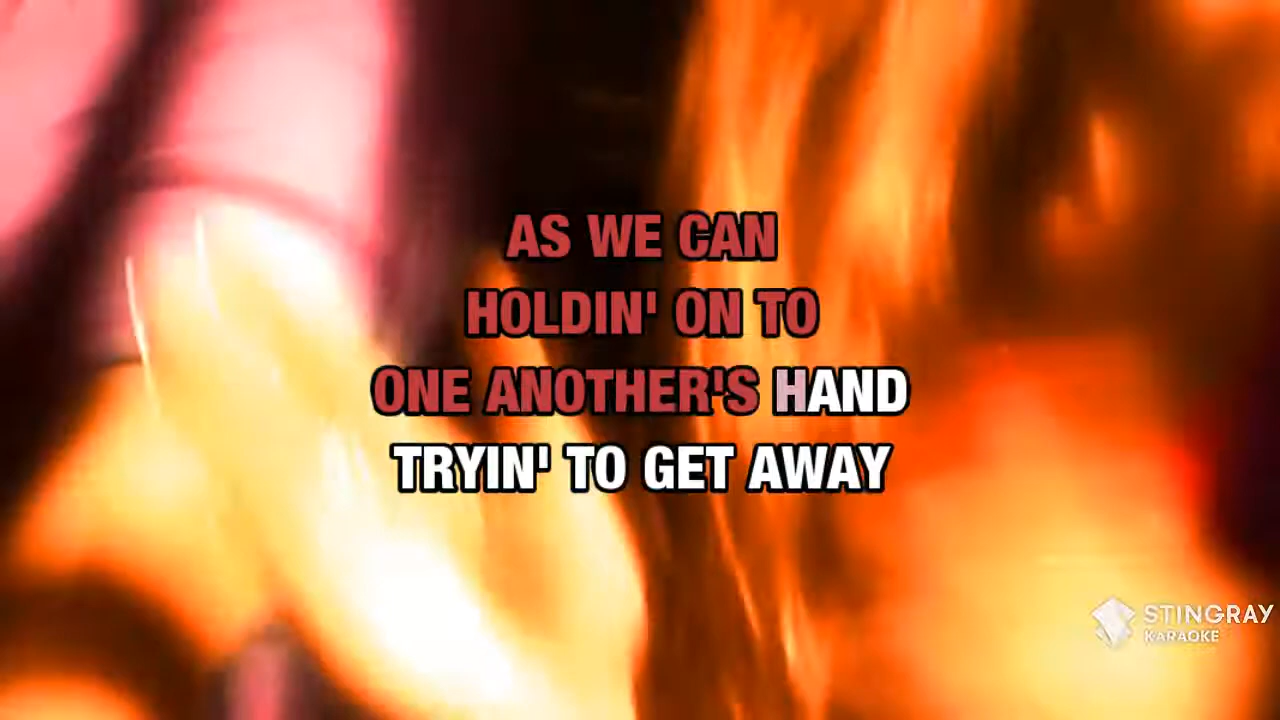 AS WE CAN
HOLDIN' ON TO
ONE ANOTHER'S HAND
TRYIN' TO GET AWAY
STINGRAY
KARAOKE